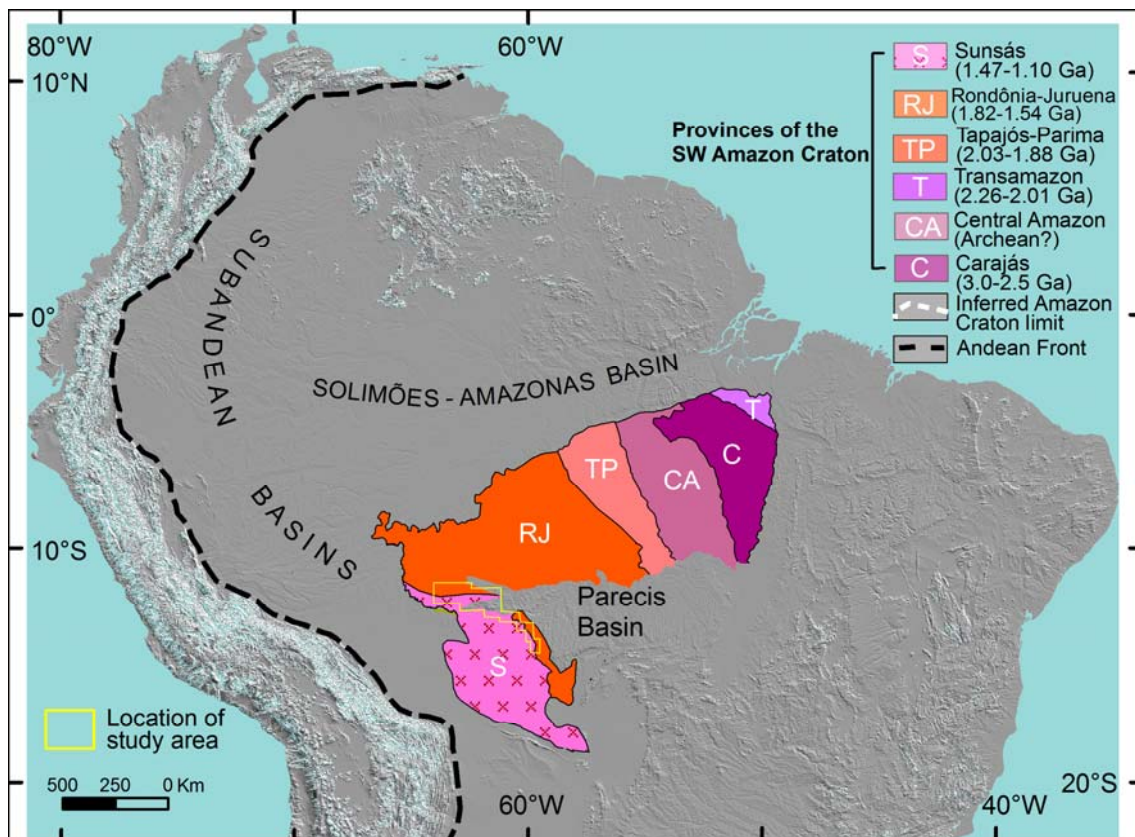 80°W
60°W
10°N
0°
10°S
20°S
60°W
40°W
Provinces of the
SW Amazon Craton
S
Sunsás
(1.47-1.10 Ga)
RJ
Rondônia-Juruena
(1.82-1.54 Ga)
TP
Tapajós-Parima
(2.03-1.88 Ga)
T
Transamazon
(2.26-2.01 Ga)
CA
Central Amazon
(Archean?)
C
Carajás
(3.0-2.5 Ga)
Inferred Amazon
Craton limit
Andean Front
SUBANDEAN
BASINS
SOLIMÕES - AMAZONAS BASIN
T
C
CA
TP
RJ
Parecis
Basin
S
Location of
study area
500 250 0 Km